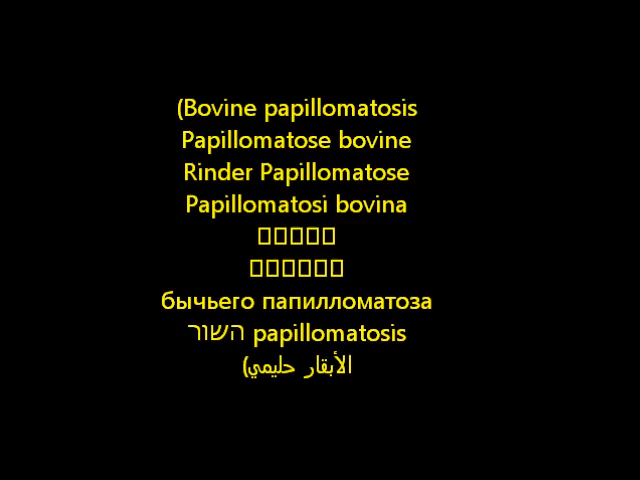 (Bovine papillomatosis
Papillomatose bovine
Rinder Papillomatose
Papillomatosi bovina
бычьего папилломатоза
השור papillomatosis
الأبقار حليمي)